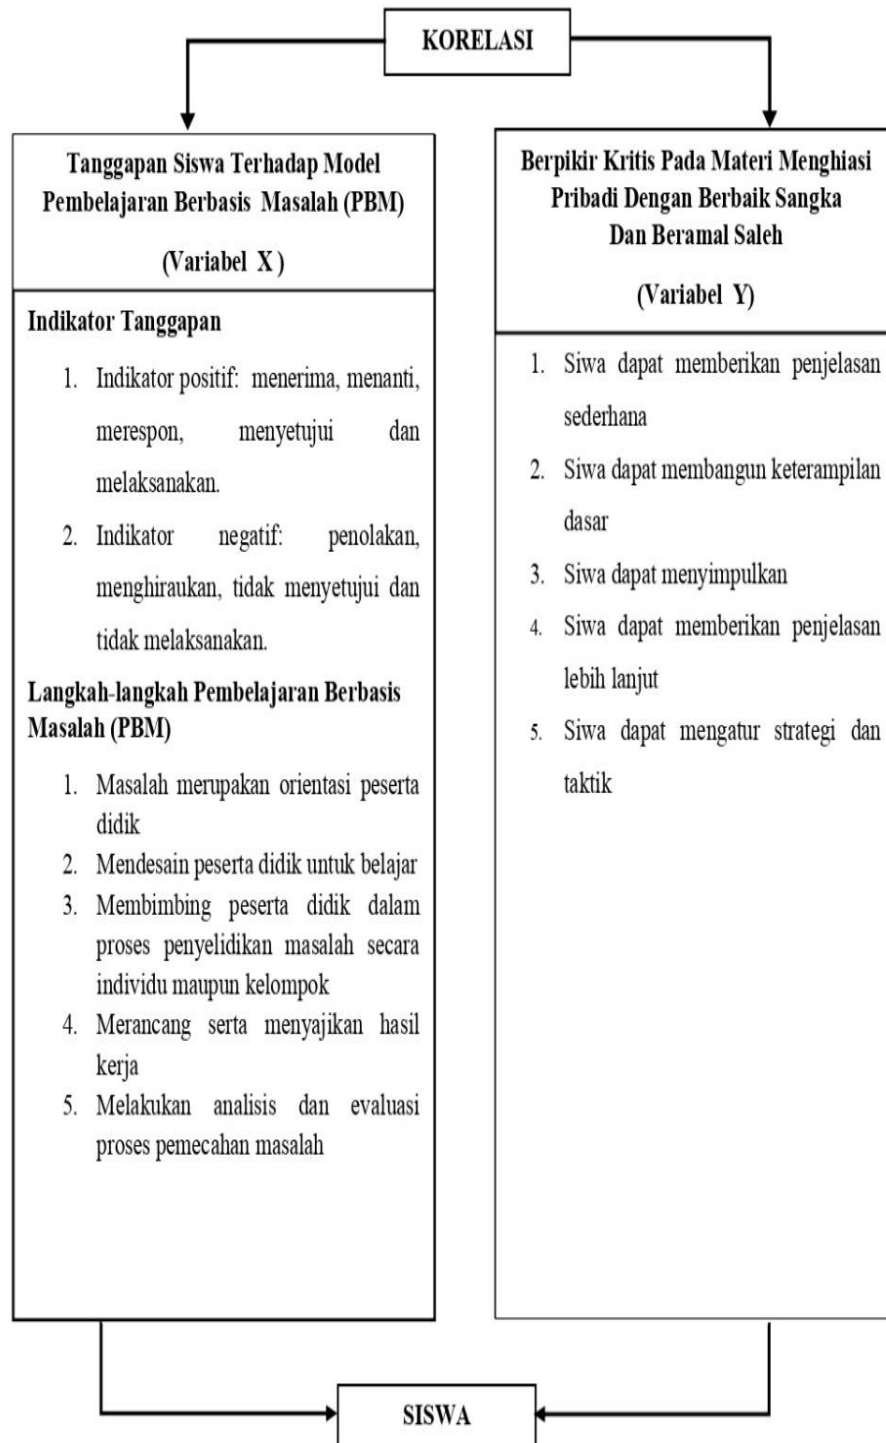 KORELASI
Tanggapan Siswa Terhadap Model
Pembelajaran Berbasis Masalah (PBM)
(Variabel X )
Indikator Tanggapan
1. Indikator positif: menerima, menanti,
merespon, menyetujui dan
melaksanakan.
2. Indikator negatif: penolakan,
menghiraukan, tidak menyetujui dan
tidak melaksanakan.
Langkah-langkah Pembelajaran Berbasis
Masalah (PBM)
1. Masalah merupakan orientasi peserta
didik
2. Mendesain peserta didik untuk belajar
3. Membimbing peserta didik dalam
proses penyelidikan masalah secara
individu maupun kelompok
4. Merancang serta menyajikan hasil
kerja
5. Melakukan analisis dan evaluasi
proses pemecahan masalah
Berpikir Kritis Pada Materi Menghiasi
Pribadi Dengan Berbaik Sangka
Dan Beramal Saleh
(Variabel Y)
1. Siwa dapat memberikan penjelasan
sederhana
2. Siwa dapat membangun keterampilan
dasar
3. Siwa dapat menyimpulkan
4. Siwa dapat memberikan penjelasan
lebih lanjut
5. Siwa dapat mengatur strategi dan
taktik
SISWA